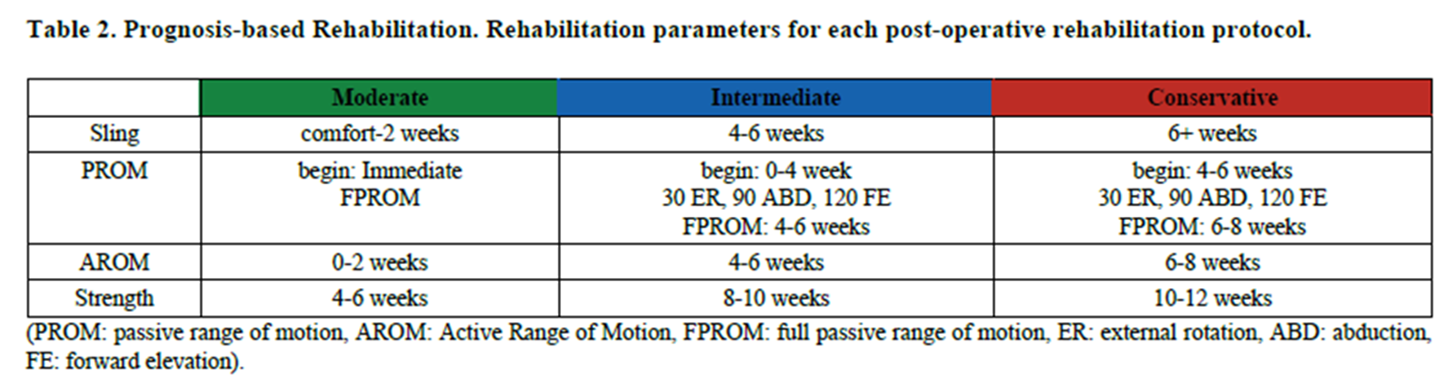 Table 2. Prognosis-based Rehabilitation. Rehabilitation parameters for each post-operative rehabilitation protocol.
Moderate Intermediate Conservative
Sling comfort-2 weeks 4-6 weeks 6+ weeks
PROM begin: Immediate begin: 0-4 week begin: 4-6 weeks
FPROM 30 ER, 90 ABD, 120 FE 30 ER, 90 ABD, 120 FE
FPROM: 4-6 weeks FPROM: 6-8 weeks
AROM 0-2 weeks 4-6 weeks 6-8 weeks
Strength 4-6 weeks 8-10 weeks 10-12 weeks
(PROM: passive range of motion, AROM: Active Range of Motion, FPROM: full passive range of motion, ER: external rotation, ABD: abduction,
FE: forward elevation).